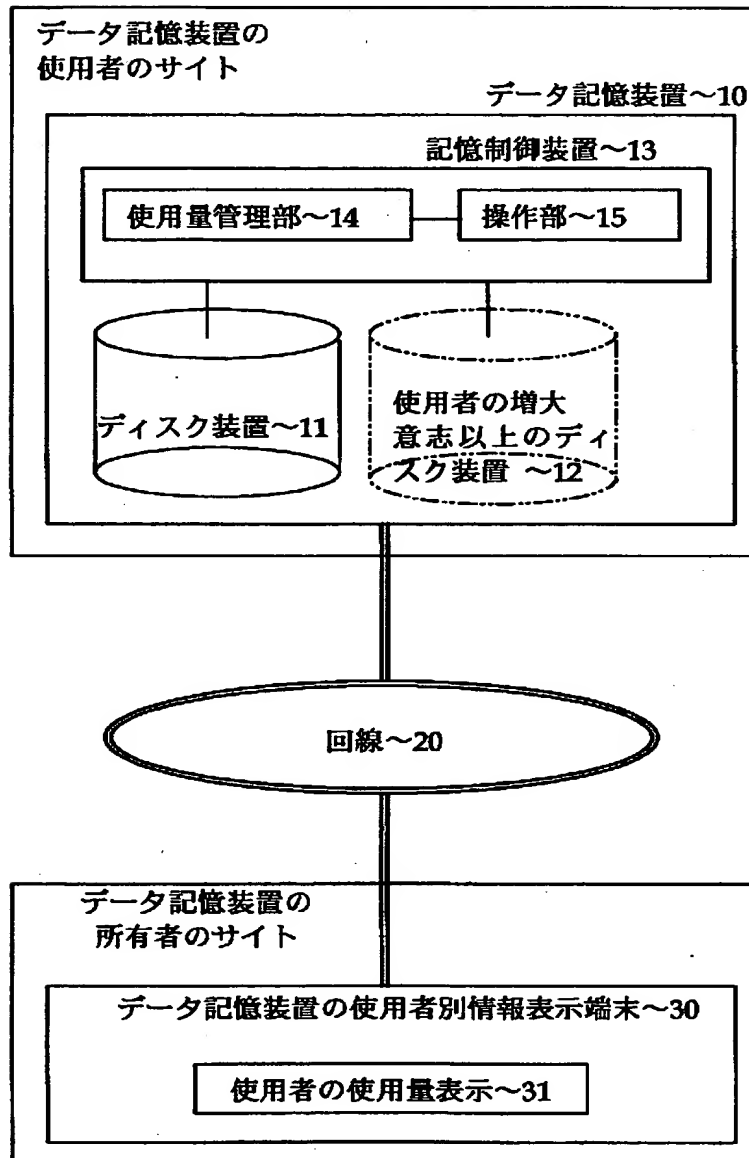 データ記憶装置の
使用者のサイト
データ記憶装置～10
記憶制御装置～13
使用量管理部～14
操作部～15
ディスク装置～11
使用者の増大
意志以上のディ
スク装置 ～12
回線～20
データ記憶装置の
所有者のサイト
データ記憶装置の使用者別情報表示端末～30
使用者の使用量表示～31